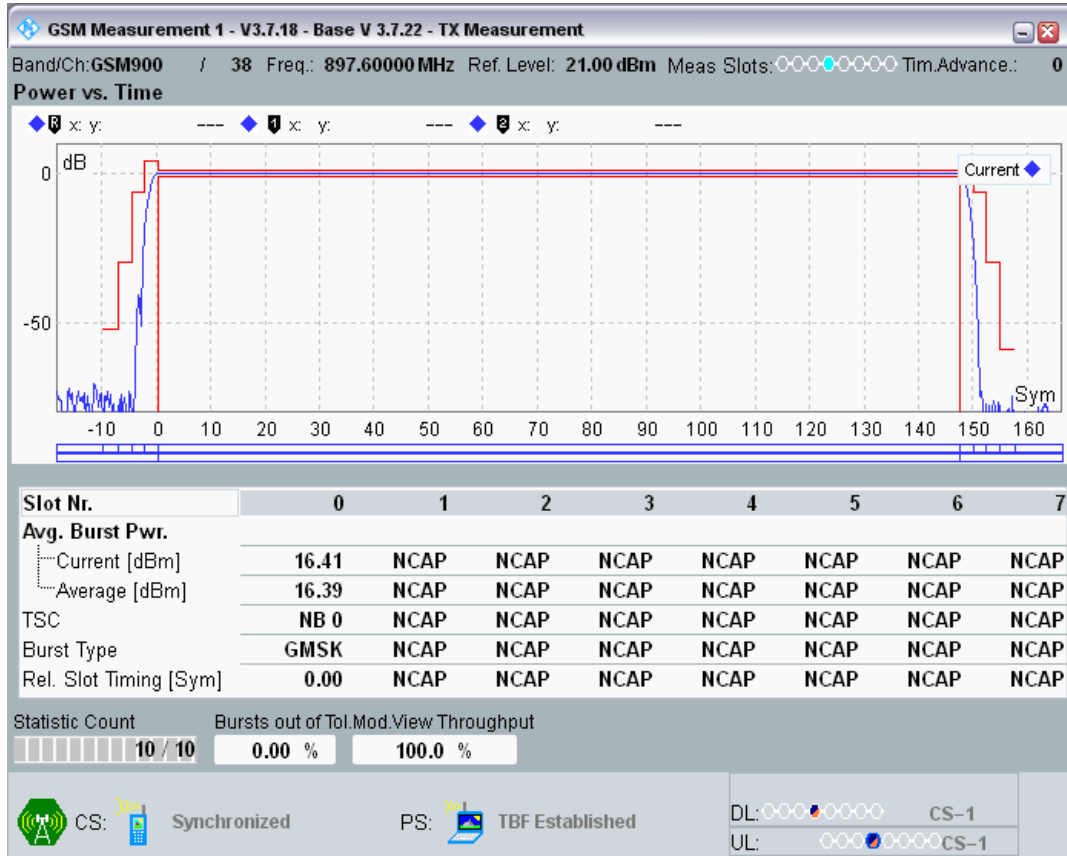 GSM Measurement 1 - V3.7.18 - Base V 3.7.22 - TX Measurement
Band/Ch:GSM900 / 38 Freq.: 897.60000 MHz Ref. Level: 21.00 dBm Meas Slots: Tim.Advance.: 0
Power vs. Time
R x: y: --- 1 x: y: --- 2 x: y: ---
dB
Current
0
-50
Sym
-10 0 10 20 30 40 50 60 70 80 90 100 110 120 130 140 150 160
Slot Nr. 0 1 2 3 4 5 6 7
Avg. Burst Pwr.
Current [dBm] 16.41 NCAP NCAP NCAP NCAP NCAP NCAP NCAP
Average [dBm] 16.39 NCAP NCAP NCAP NCAP NCAP NCAP NCAP
TSC NB 0 NCAP NCAP NCAP NCAP NCAP NCAP NCAP
Burst Type GMSK NCAP NCAP NCAP NCAP NCAP NCAP NCAP
Rel. Slot Timing [Sym] 0.00 NCAP NCAP NCAP NCAP NCAP NCAP NCAP
Statistic Count Bursts out of Tol.Mod.View Throughput
10 / 10 0.00 % 100.0 %
CS: Synchronized PS: TBF Established DL: CS-1
UL: CS-1